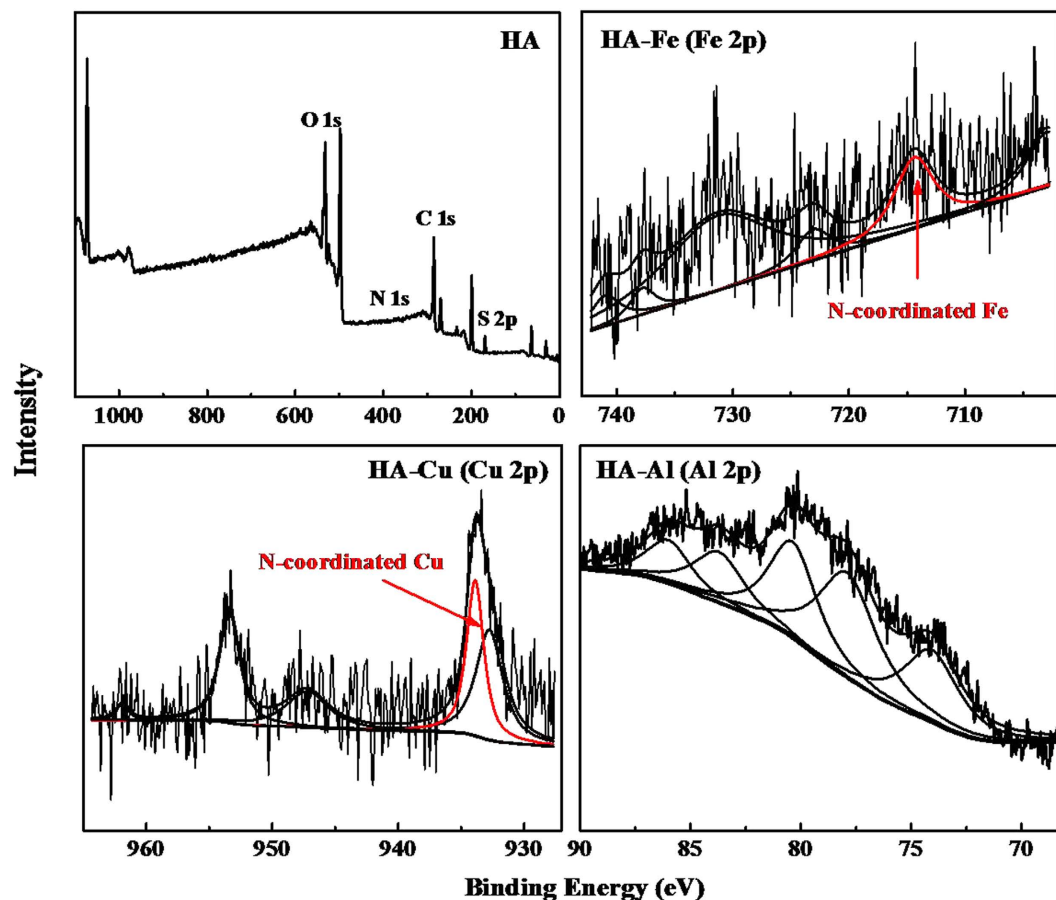 HA
O 1s
C 1s
N 1s
S 2p
1000 800 600 400 200 0
HA-Fe (Fe 2p)
N-coordinated Fe
740 730 720 710
Intensity
HA-Cu (Cu 2p)
N-coordinated Cu
960 950 940 930
HA-Al (Al 2p)
90 85 80 75 70
Binding Energy (eV)